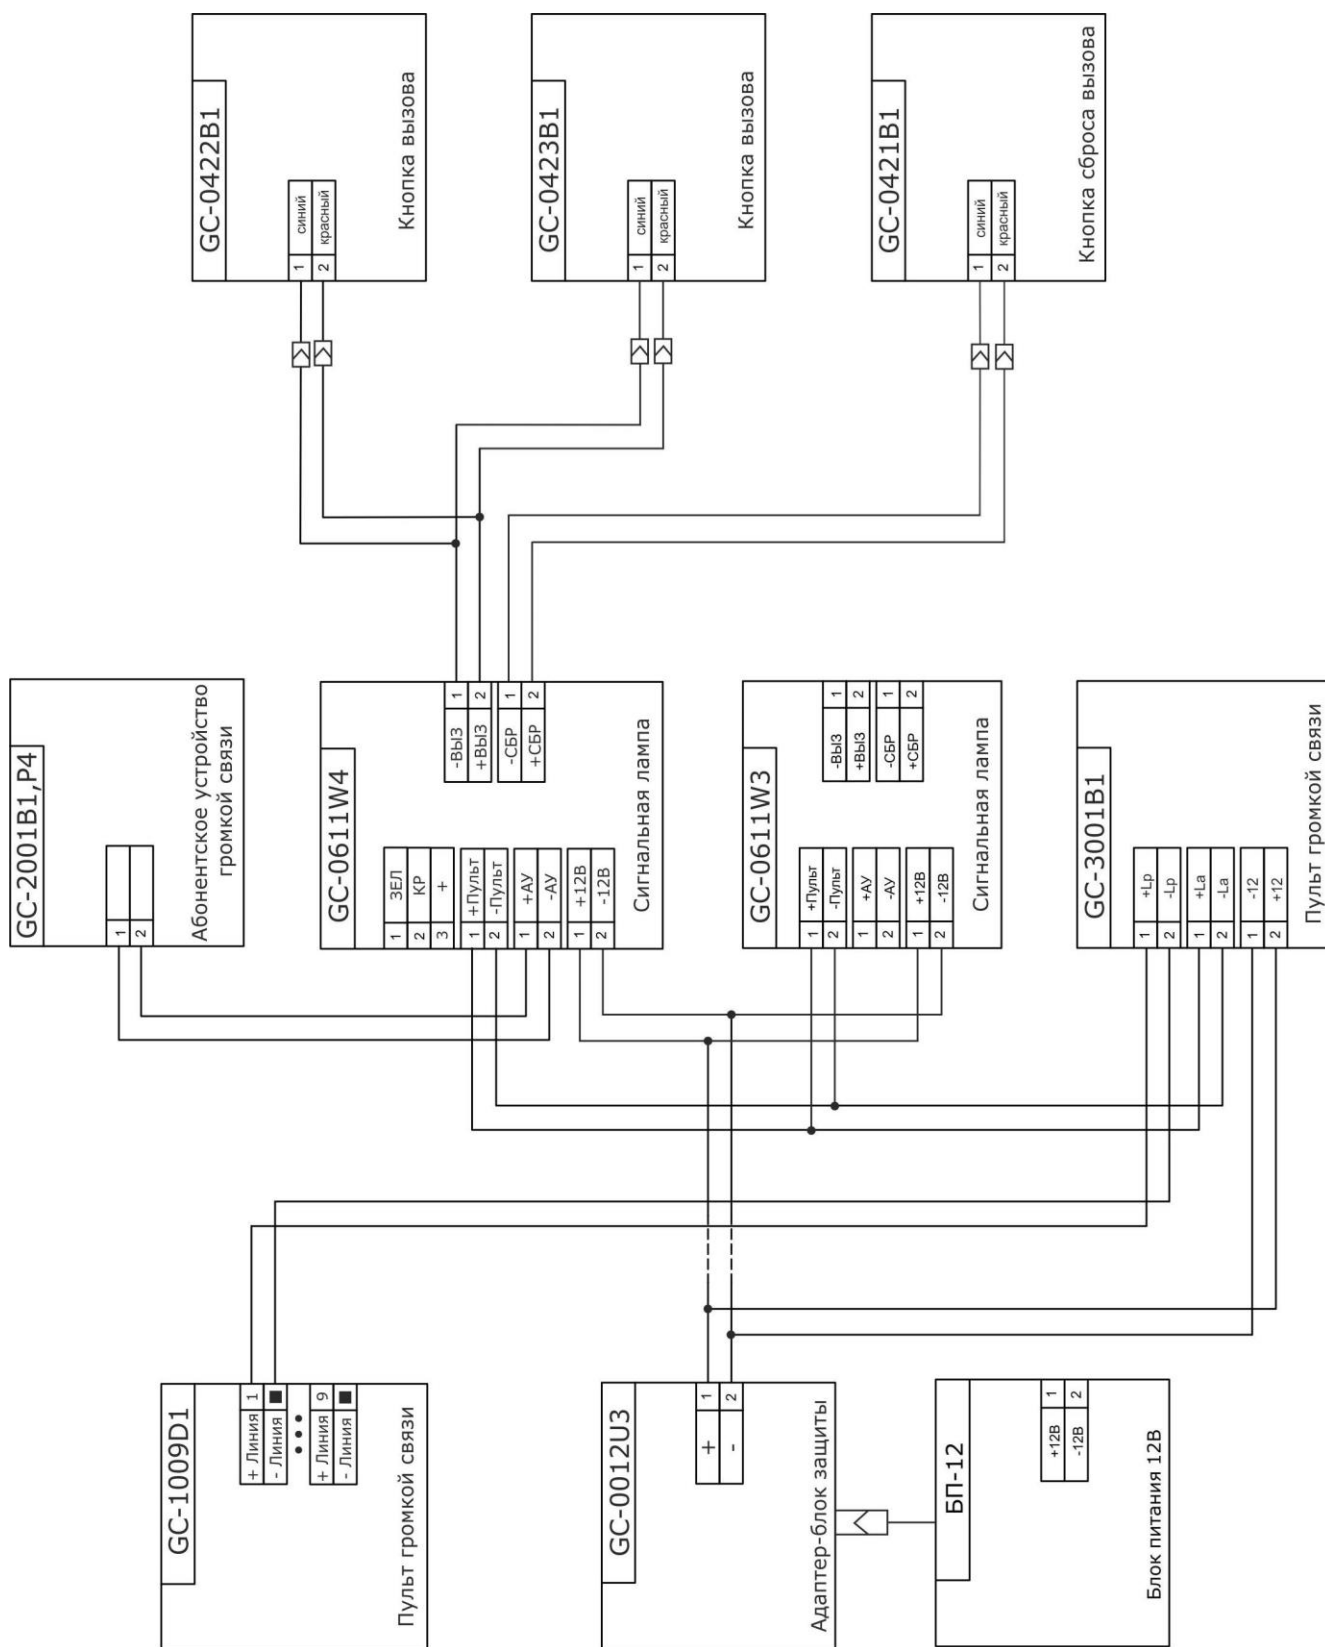 GC-0422B1
1
синий
2
красный
Кнопка вызова
GC-0423B1
1
синий
2
красный
Кнопка вызова
GC-0421B1
1
синий
2
красный
Кнопка сброса вызова
GC-2001B1,P4
1
2
Абонентское устройство
громкой связи
GC-0611W4
1 ЗЕЛ
2 КР
3 +
1 +Пульт
2 -Пульт
1 +АУ
2 -АУ
1 +12В
2 -12В
-ВЫЗ 1
+ВЫЗ 2
-СБР 1
+СБР 2
Сигнальная лампа
GC-0611W3
1 +Пульт
2 -Пульт
1 +АУ
2 -АУ
1 +12В
2 -12В
-ВЫЗ 1
+ВЫЗ 2
-СБР 1
+СБР 2
Сигнальная лампа
GC-3001B1
1 +Lp
2 -Lp
1 +La
2 -La
1 -12
2 +12
Пульт громкой связи
GC-1009D1
+ Линия 1
- Линия
+ Линия 9
- Линия
Пульт громкой связи
GC-0012U3
+ 1
- 2
Адаптер-блок защиты
БП-12
+12В 1
-12В 2
Блок питания 12В